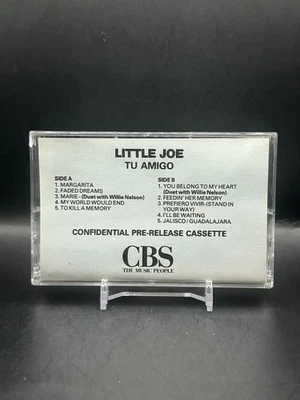 LITTLE JOE
TU AMIGO
SIDE A
1. MARGARITA
2. FADED DREAMS
3. MARIE - (Duet with Willie Nelson)
4. MY WORLD WOULD END
5. TO KILL A MEMORY
SIDE B
1. YOU BELONG TO MY HEART
(Duet with Willie Nelson)
2. FEEDIN' HER MEMORY
3. PREFIERO VIVIR-(STAND IN
YOUR WAY)
4. I'LL BE WAITING
5. JALISCO / GUADALAJARA
CONFIDENTIAL PRE-RELEASE CASSETTE
CBS
THE MUSIC PEOPLE